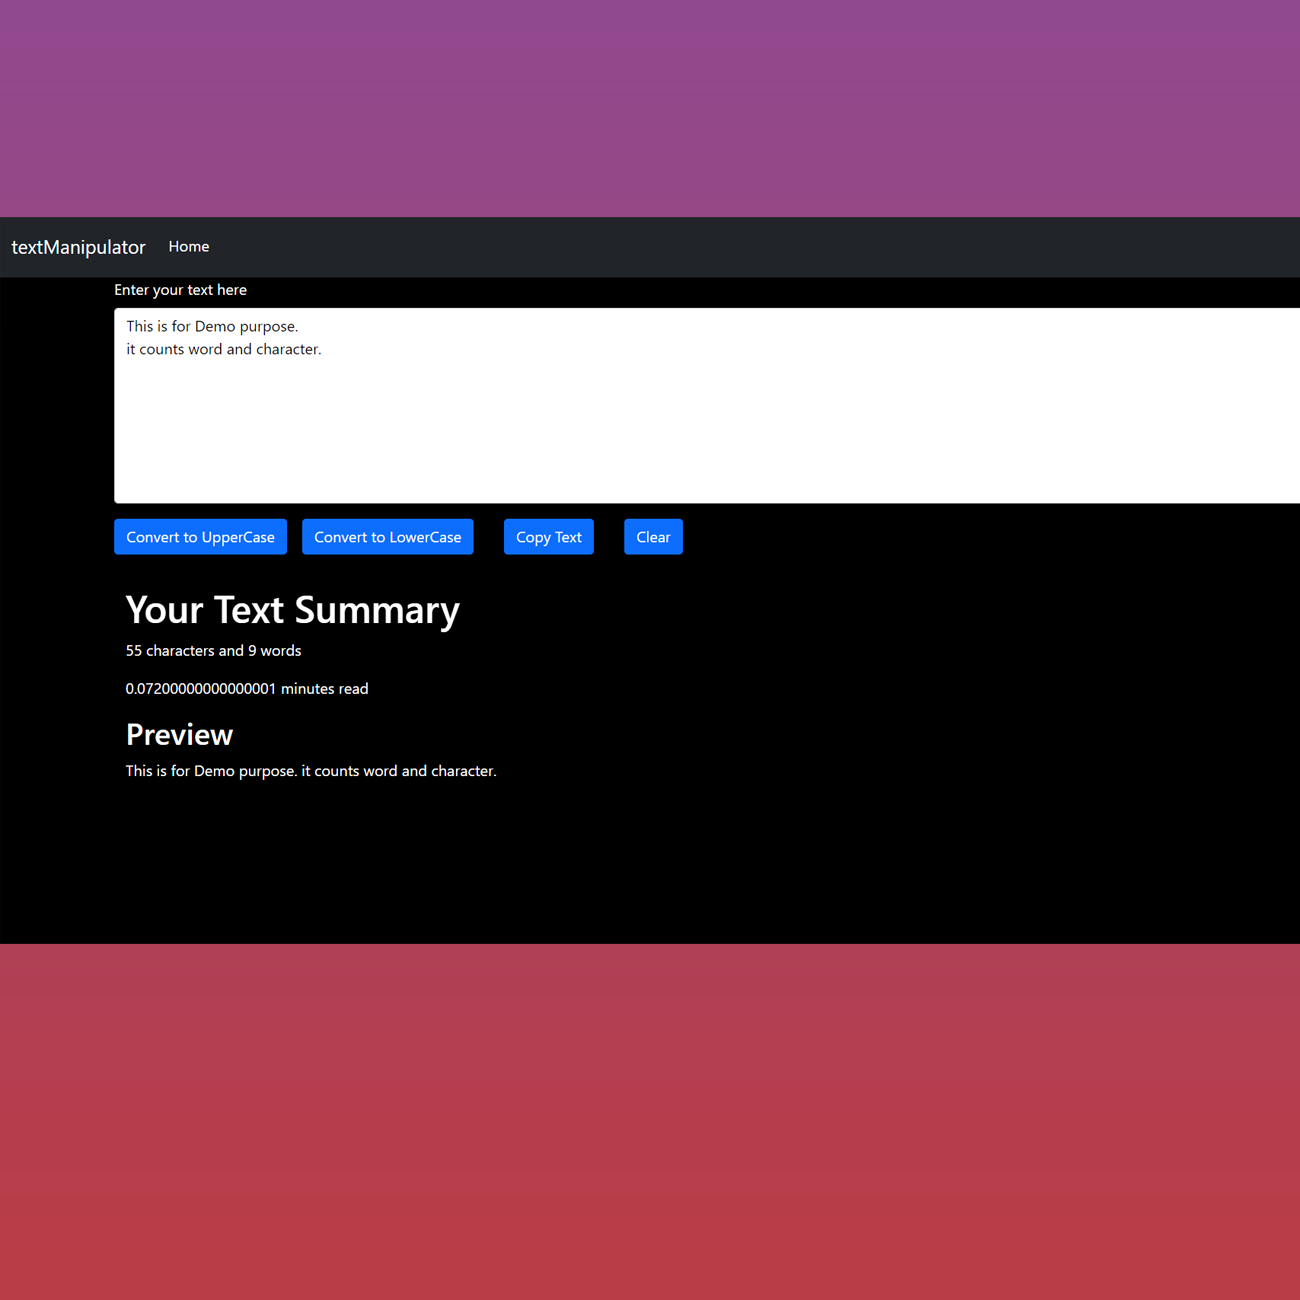 textManipulator Home
Enter your text here
This is for Demo purpose.
it counts word and character.
Convert to UpperCase Convert to LowerCase Copy Text Clear
Your Text Summary
55 characters and 9 words
0.07200000000000001 minutes read
Preview
This is for Demo purpose. it counts word and character.